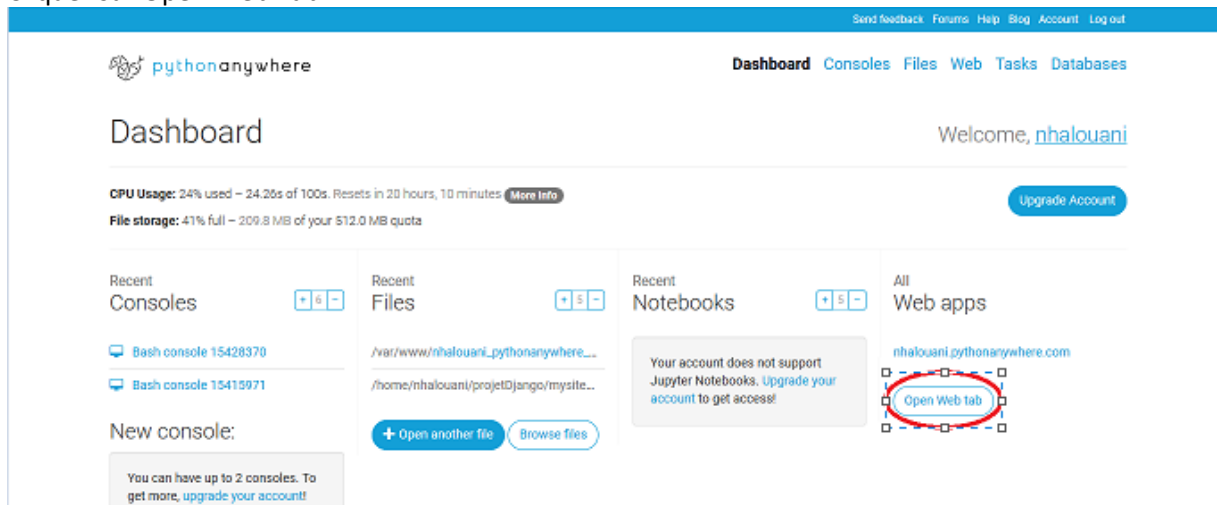 Send feedback Forums Help Blog Account Log out
pythonanywhere
Dashboard Consoles Files Web Tasks Databases
Dashboard
Welcome, nhalouani
CPU Usage: 24% used – 24.26s of 100s. Resets in 20 hours, 10 minutes More Info
File storage: 41% full – 209.8 MB of your 512.0 MB quota
Upgrade Account
Recent
Consoles
+ 6 -
Bash console 15428370
Bash console 15415971
New console:
You can have up to 2 consoles. To
get more, upgrade your account!
Recent
Files
+ 5 -
/var/www/nhalouani_pythonanywhere_...
/home/nhalouani/projetDjango/mysite...
+ Open another file
Browse files
Recent
Notebooks
+ 5 -
Your account does not support
Jupyter Notebooks. Upgrade your
account to get access!
All
Web apps
nhalouani.pythonanywhere.com
Open Web tab